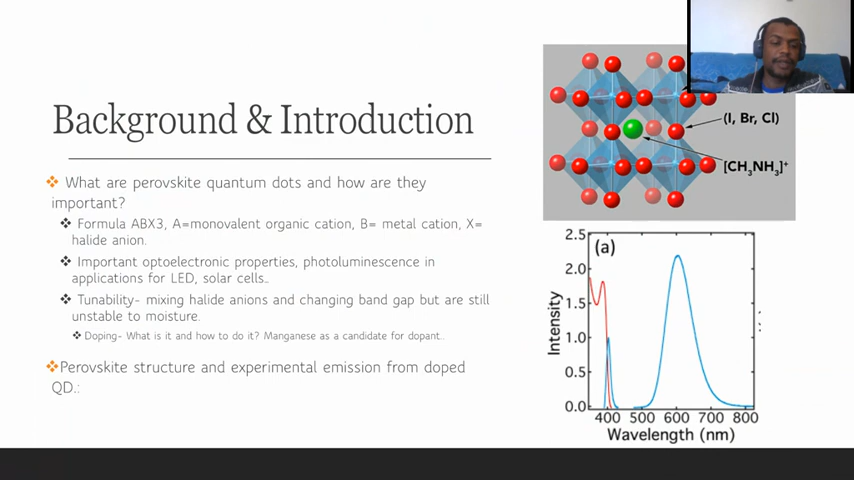 Background & Introduction
What are perovskite quantum dots and how are they
important?
Formula ABX3, A=monovalent organic cation, B= metal cation, X=
halide anion.
Important optoelectronic properties, photoluminescence in
applications for LED, solar cells..
Tunability- mixing halide anions and changing band gap but are still
unstable to moisture.
Doping- What is it and how to do it? Manganese as a candidate for dopant..
Perovskite structure and experimental emission from doped
QD.:
(I, Br, Cl)
[CH3NH3]+
(a)
2.5
2.0
1.5
1.0
0.5
0.0
Intensity
400 500 600 700 800
Wavelength (nm)